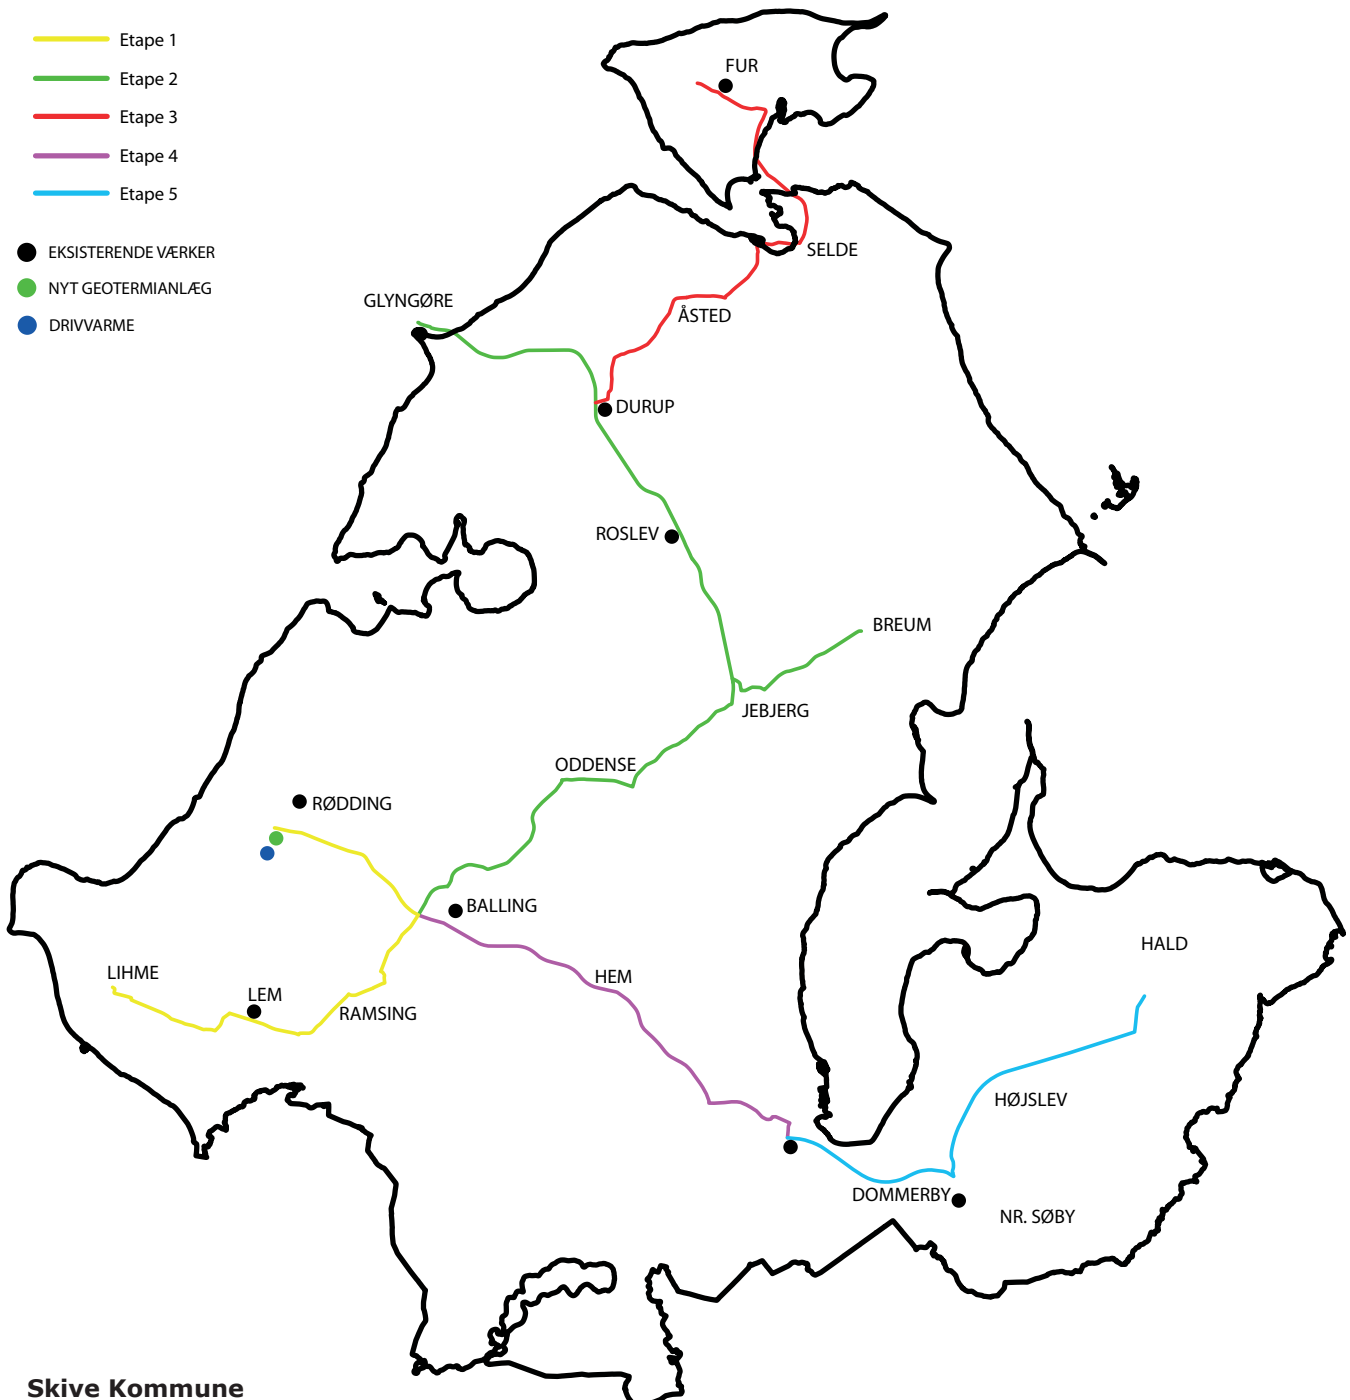 Etape 1
Etape 2
Etape 3
Etape 4
Etape 5
EKSISTERENDE VÆRKER
NYT GEOTERMIANLÆG
DRIVVARME
FUR
SELDE
GLYNGØRE
ÅSTED
DURUP
ROSLEV
BREUM
JEBJERG
ODDENSE
RØDDING
BALLING
HALD
LIHME
HEM
LEM
RAMSING
HØJSLEV
DOMMERBY
NR. SØBY
Skive Kommune